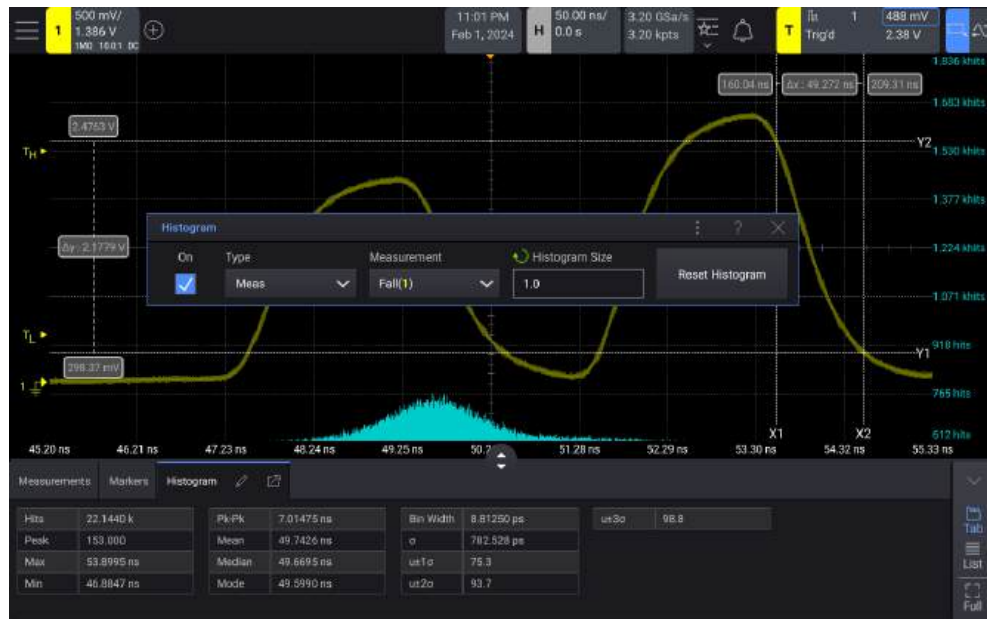 500 mV/
1
1.386 V
1MΩ 10.0:1 DC
11:01 PM
Feb 1, 2024
H
50.00 ns/
0.0 s
3.20 GSa/s
3.20 kpts
T
1
Trig'd
488 mV
2.38 V
1.836 khits
160.04 ns
Δx : 49.272 ns
209.31 ns
1.683 khits
2.4763 V
TH
Y2
1.530 khits
1.377 khits
Histogram
?
Δy : 2.1779 V
On
Type
Measurement
Histogram Size
Meas
Fall(1)
1.0
Reset Histogram
1.224 khits
1.071 khits
TL
918 hits
Y1
298.37 mV
1
765 hits
X1
X2
612 hits
45.20 ns
46.21 ns
47.23 ns
48.24 ns
49.25 ns
51.28 ns
52.29 ns
53.30 ns
54.32 ns
55.33 ns
Measurements
Markers
Histogram
Hits 22.1440 k
Peak 153.000
Max 53.8995 ns
Min 46.8847 ns
Pk-Pk 7.01475 ns
Mean 49.7426 ns
Median 49.6695 ns
Mode 49.5990 ns
Bin Width 8.81250 ps
σ 782.528 ps
u±1σ 75.3
u±2σ 93.7
u±3σ 98.8
Tab
List
Full